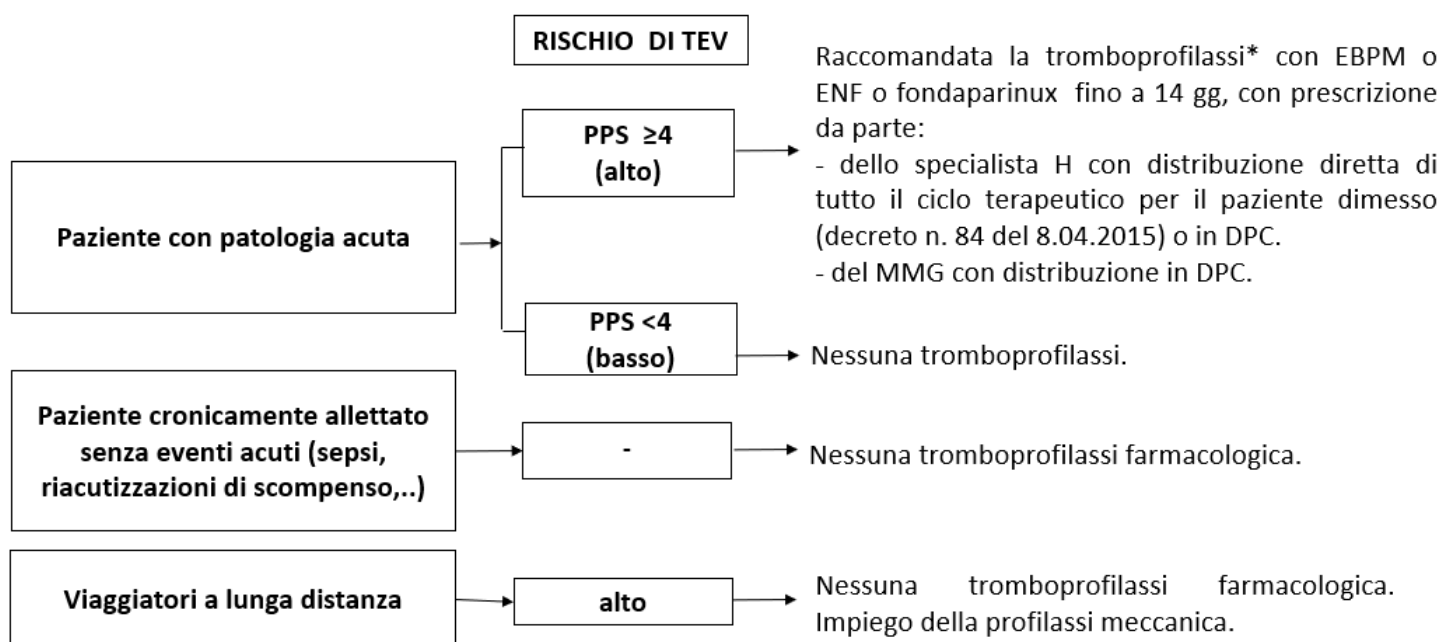 RISCHIO DI TEV
Paziente con patologia acuta
PPS ≥4
(alto)
Raccomandata la tromboprofilassi* con EBPM o
ENF o fondaparinux fino a 14 gg, con prescrizione
da parte:
- dello specialista H con distribuzione diretta di
tutto il ciclo terapeutico per il paziente dimesso
(decreto n. 84 del 8.04.2015) o in DPC.
- del MMG con distribuzione in DPC.
PPS <4
(basso)
Nessuna tromboprofilassi.
Paziente cronicamente allettato
senza eventi acuti (sepsi,
riacutizzazioni di scompenso,..)
-
Nessuna tromboprofilassi farmacologica.
Viaggiatori a lunga distanza
alto
Nessuna tromboprofilassi farmacologica.
Impiego della profilassi meccanica.